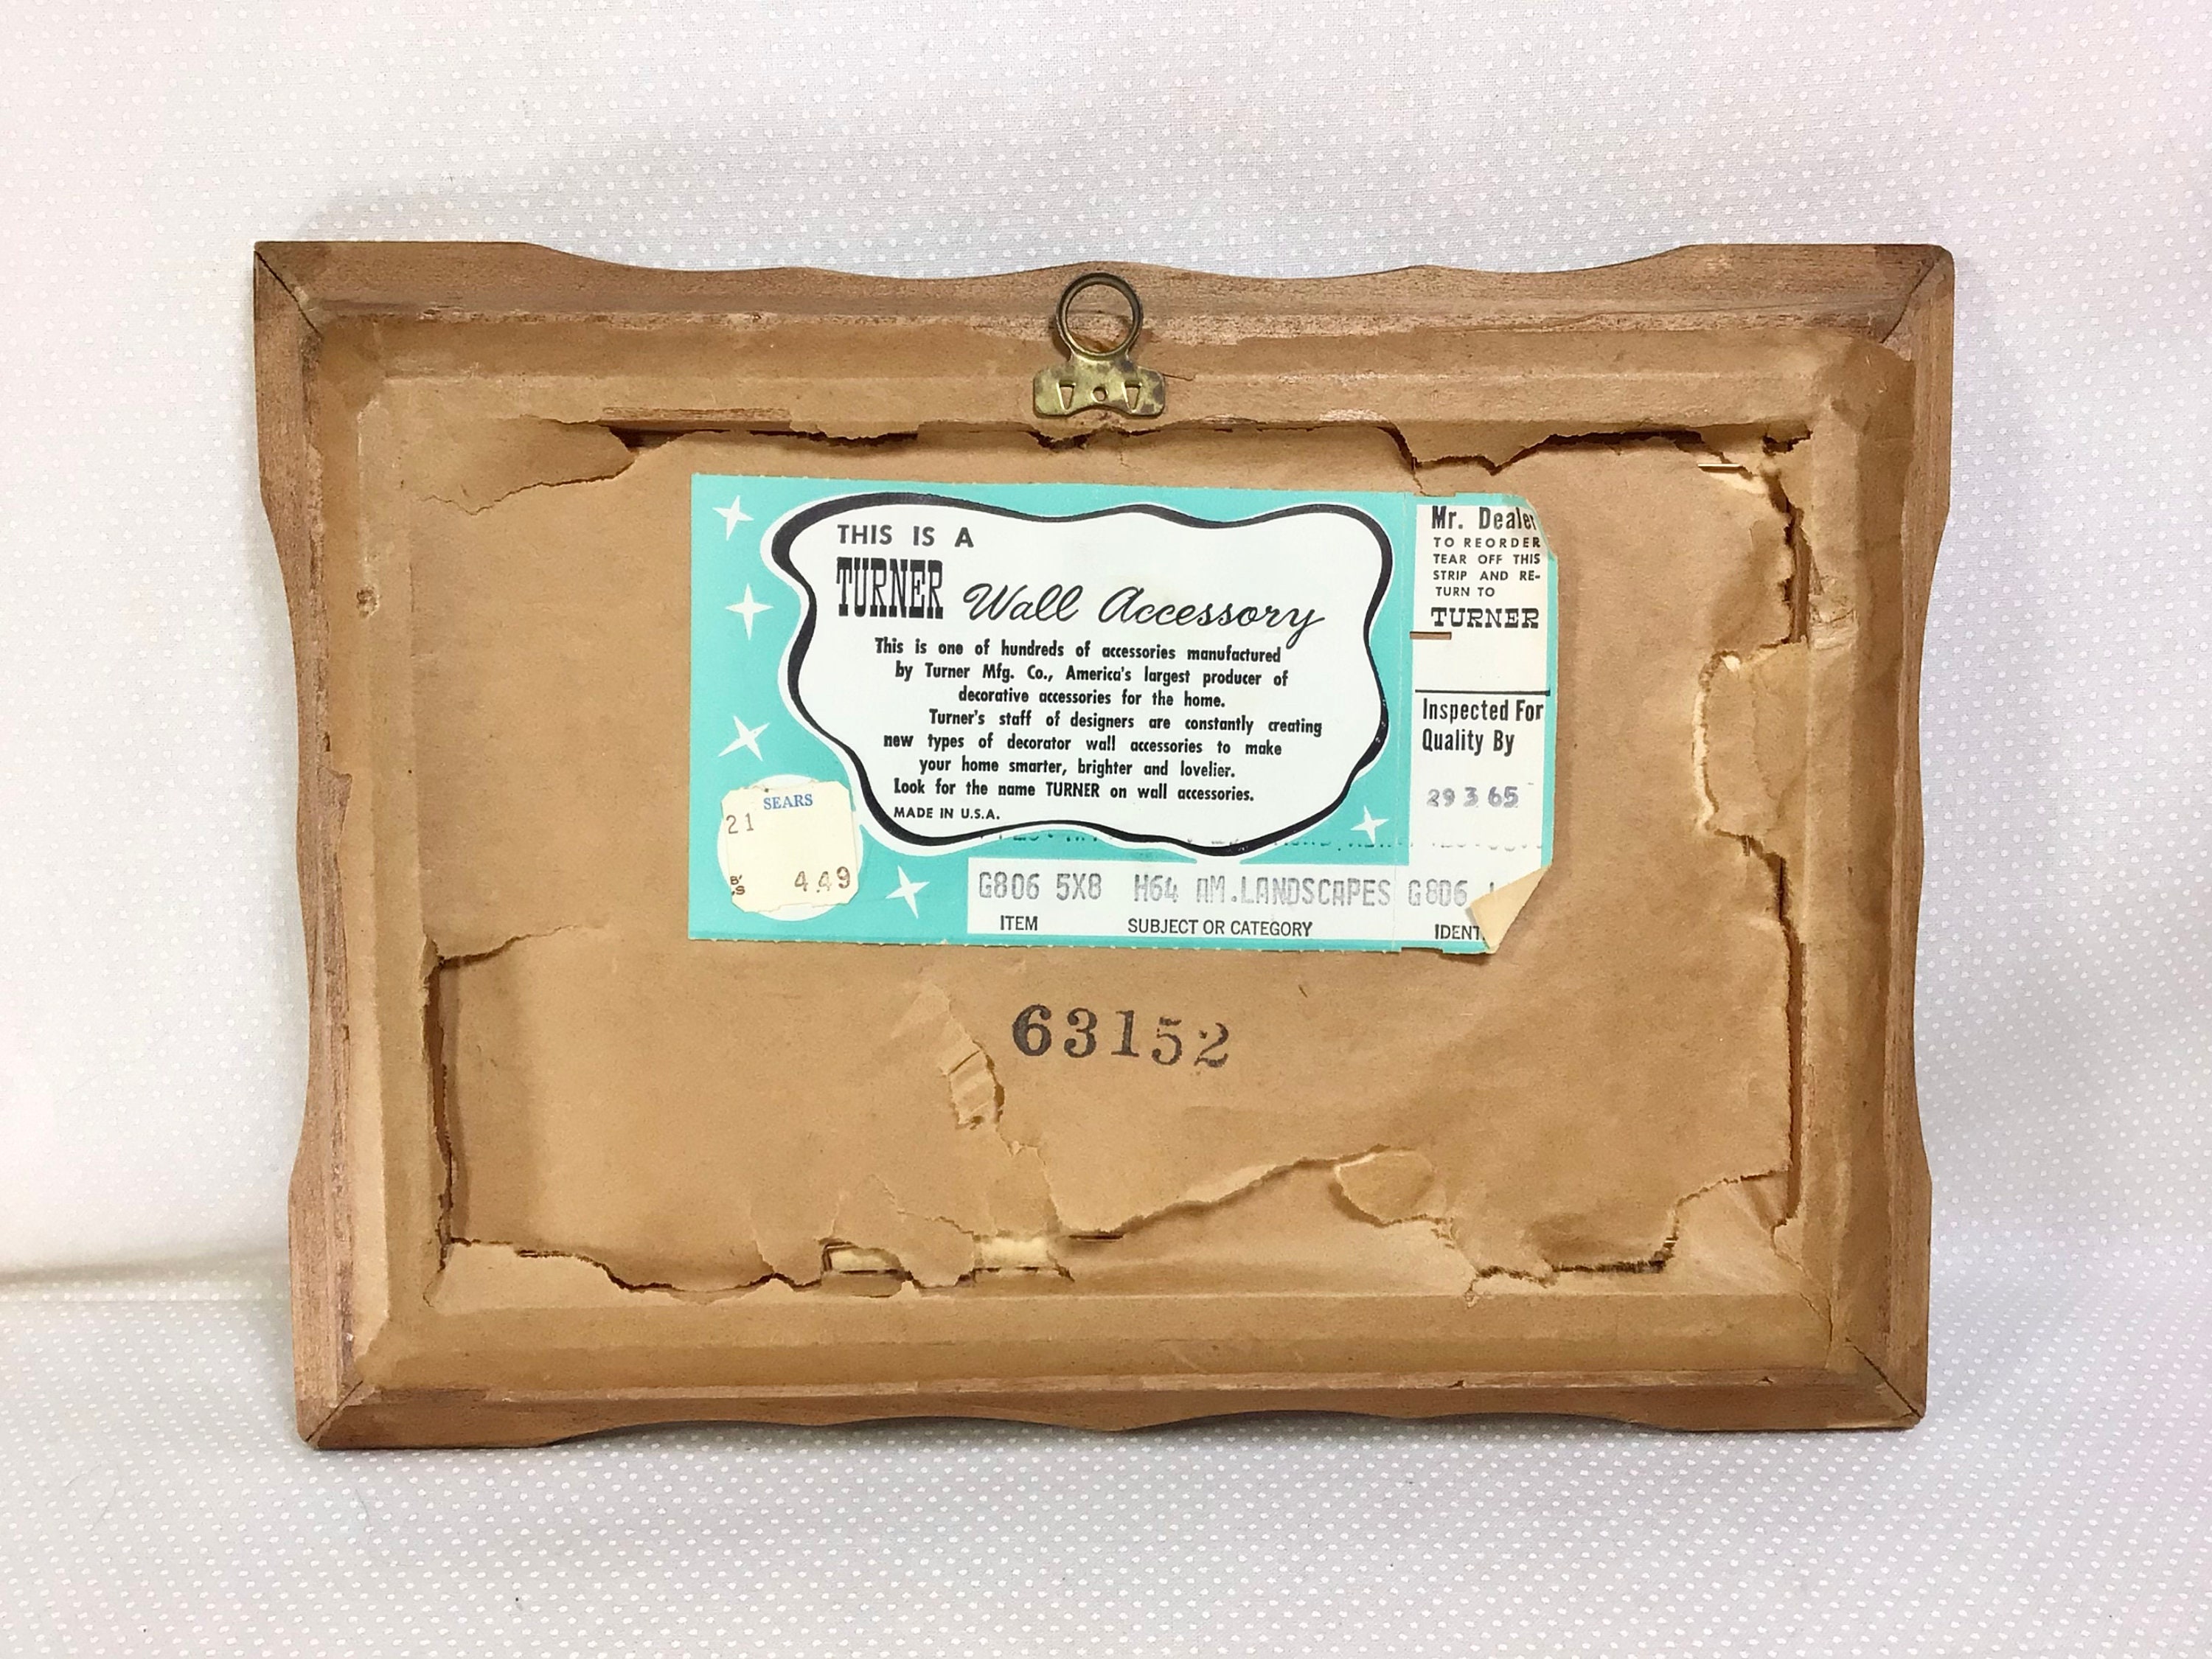 THIS IS A
TURNER Wall Accessory
This is one of hundreds of accessories manufactured
by Turner Mfg. Co., America's largest producer of
decorative accessories for the home.
Turner's staff of designers are constantly creating
new types of decorator wall accessories to make
your home smarter, brighter and lovelier.
Look for the name TURNER on wall accessories.
MADE IN U.S.A.
Mr. Dealer
TO REORDER
TEAR OFF THIS
STRIP AND RE-
TURN TO
TURNER
Inspected For
Quality By
29 3 65
SEARS
21
4.49
G806 5X8 H64 AM.LANDSCAPES G806
ITEM SUBJECT OR CATEGORY IDENT
63152